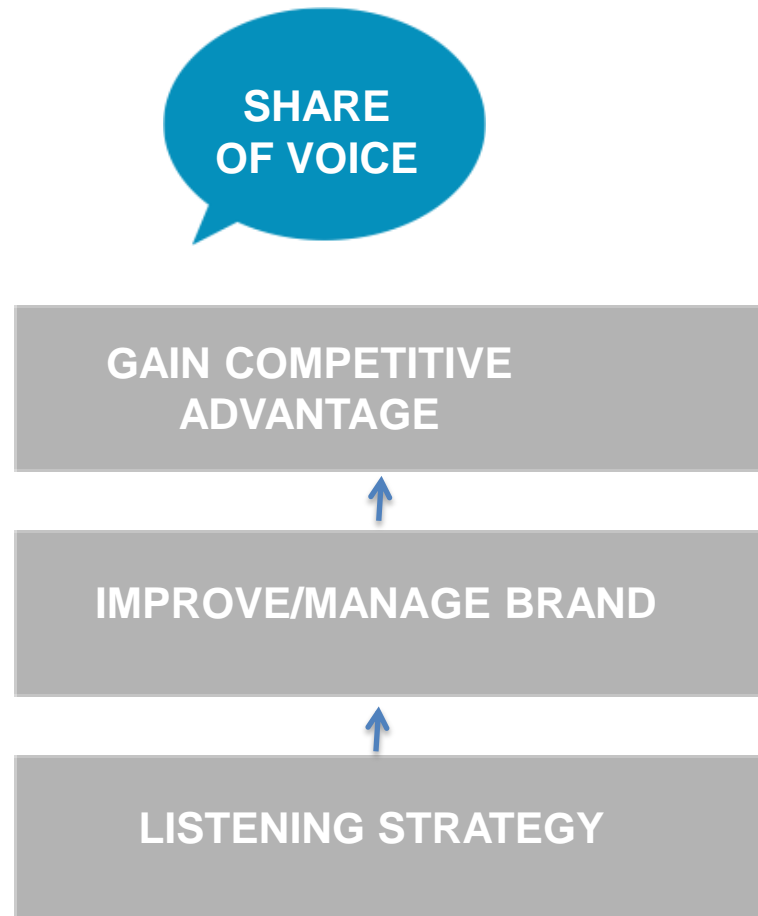 SHARE
OF VOICE
GAIN COMPETITIVE
ADVANTAGE
IMPROVE/MANAGE BRAND
LISTENING STRATEGY